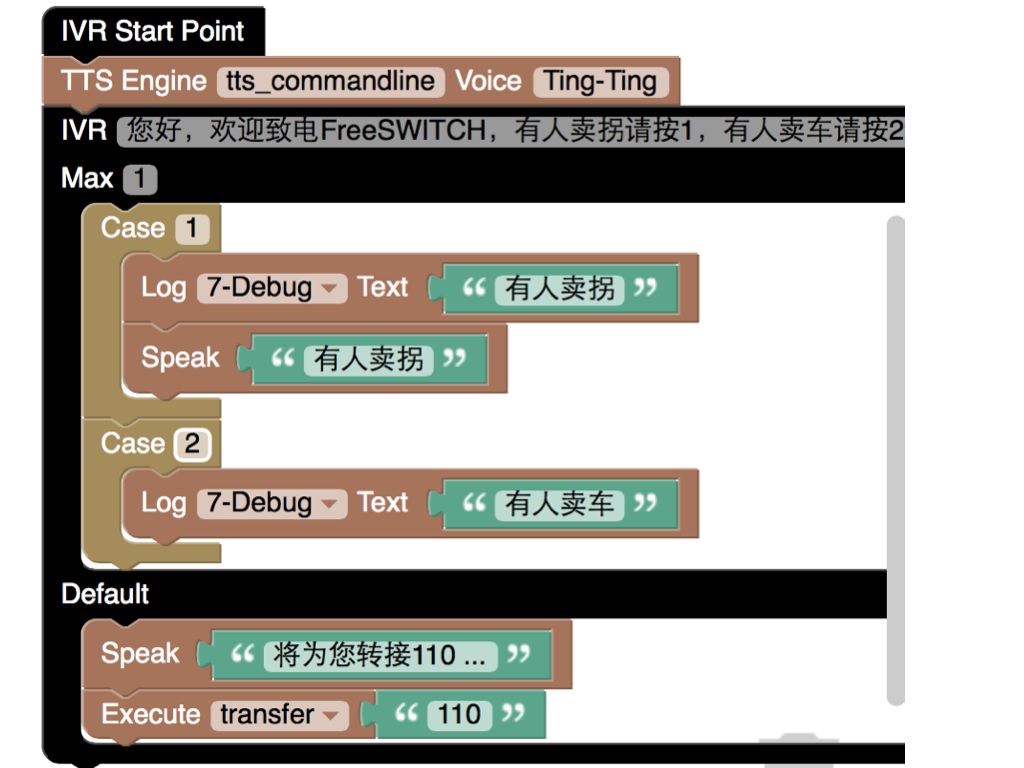 IVR Start Point
TTS Engine tts_commandline Voice Ting-Ting
IVR 您好，欢迎致电FreeSWITCH，有人卖拐请按1，有人卖车请按2
Max 1
Case 1
Log 7-Debug Text “ 有人卖拐 ”
Speak “ 有人卖拐 ”
Case 2
Log 7-Debug Text “ 有人卖车 ”
Default
Speak “ 将为您转接110 ... ”
Execute transfer “ 110 ”